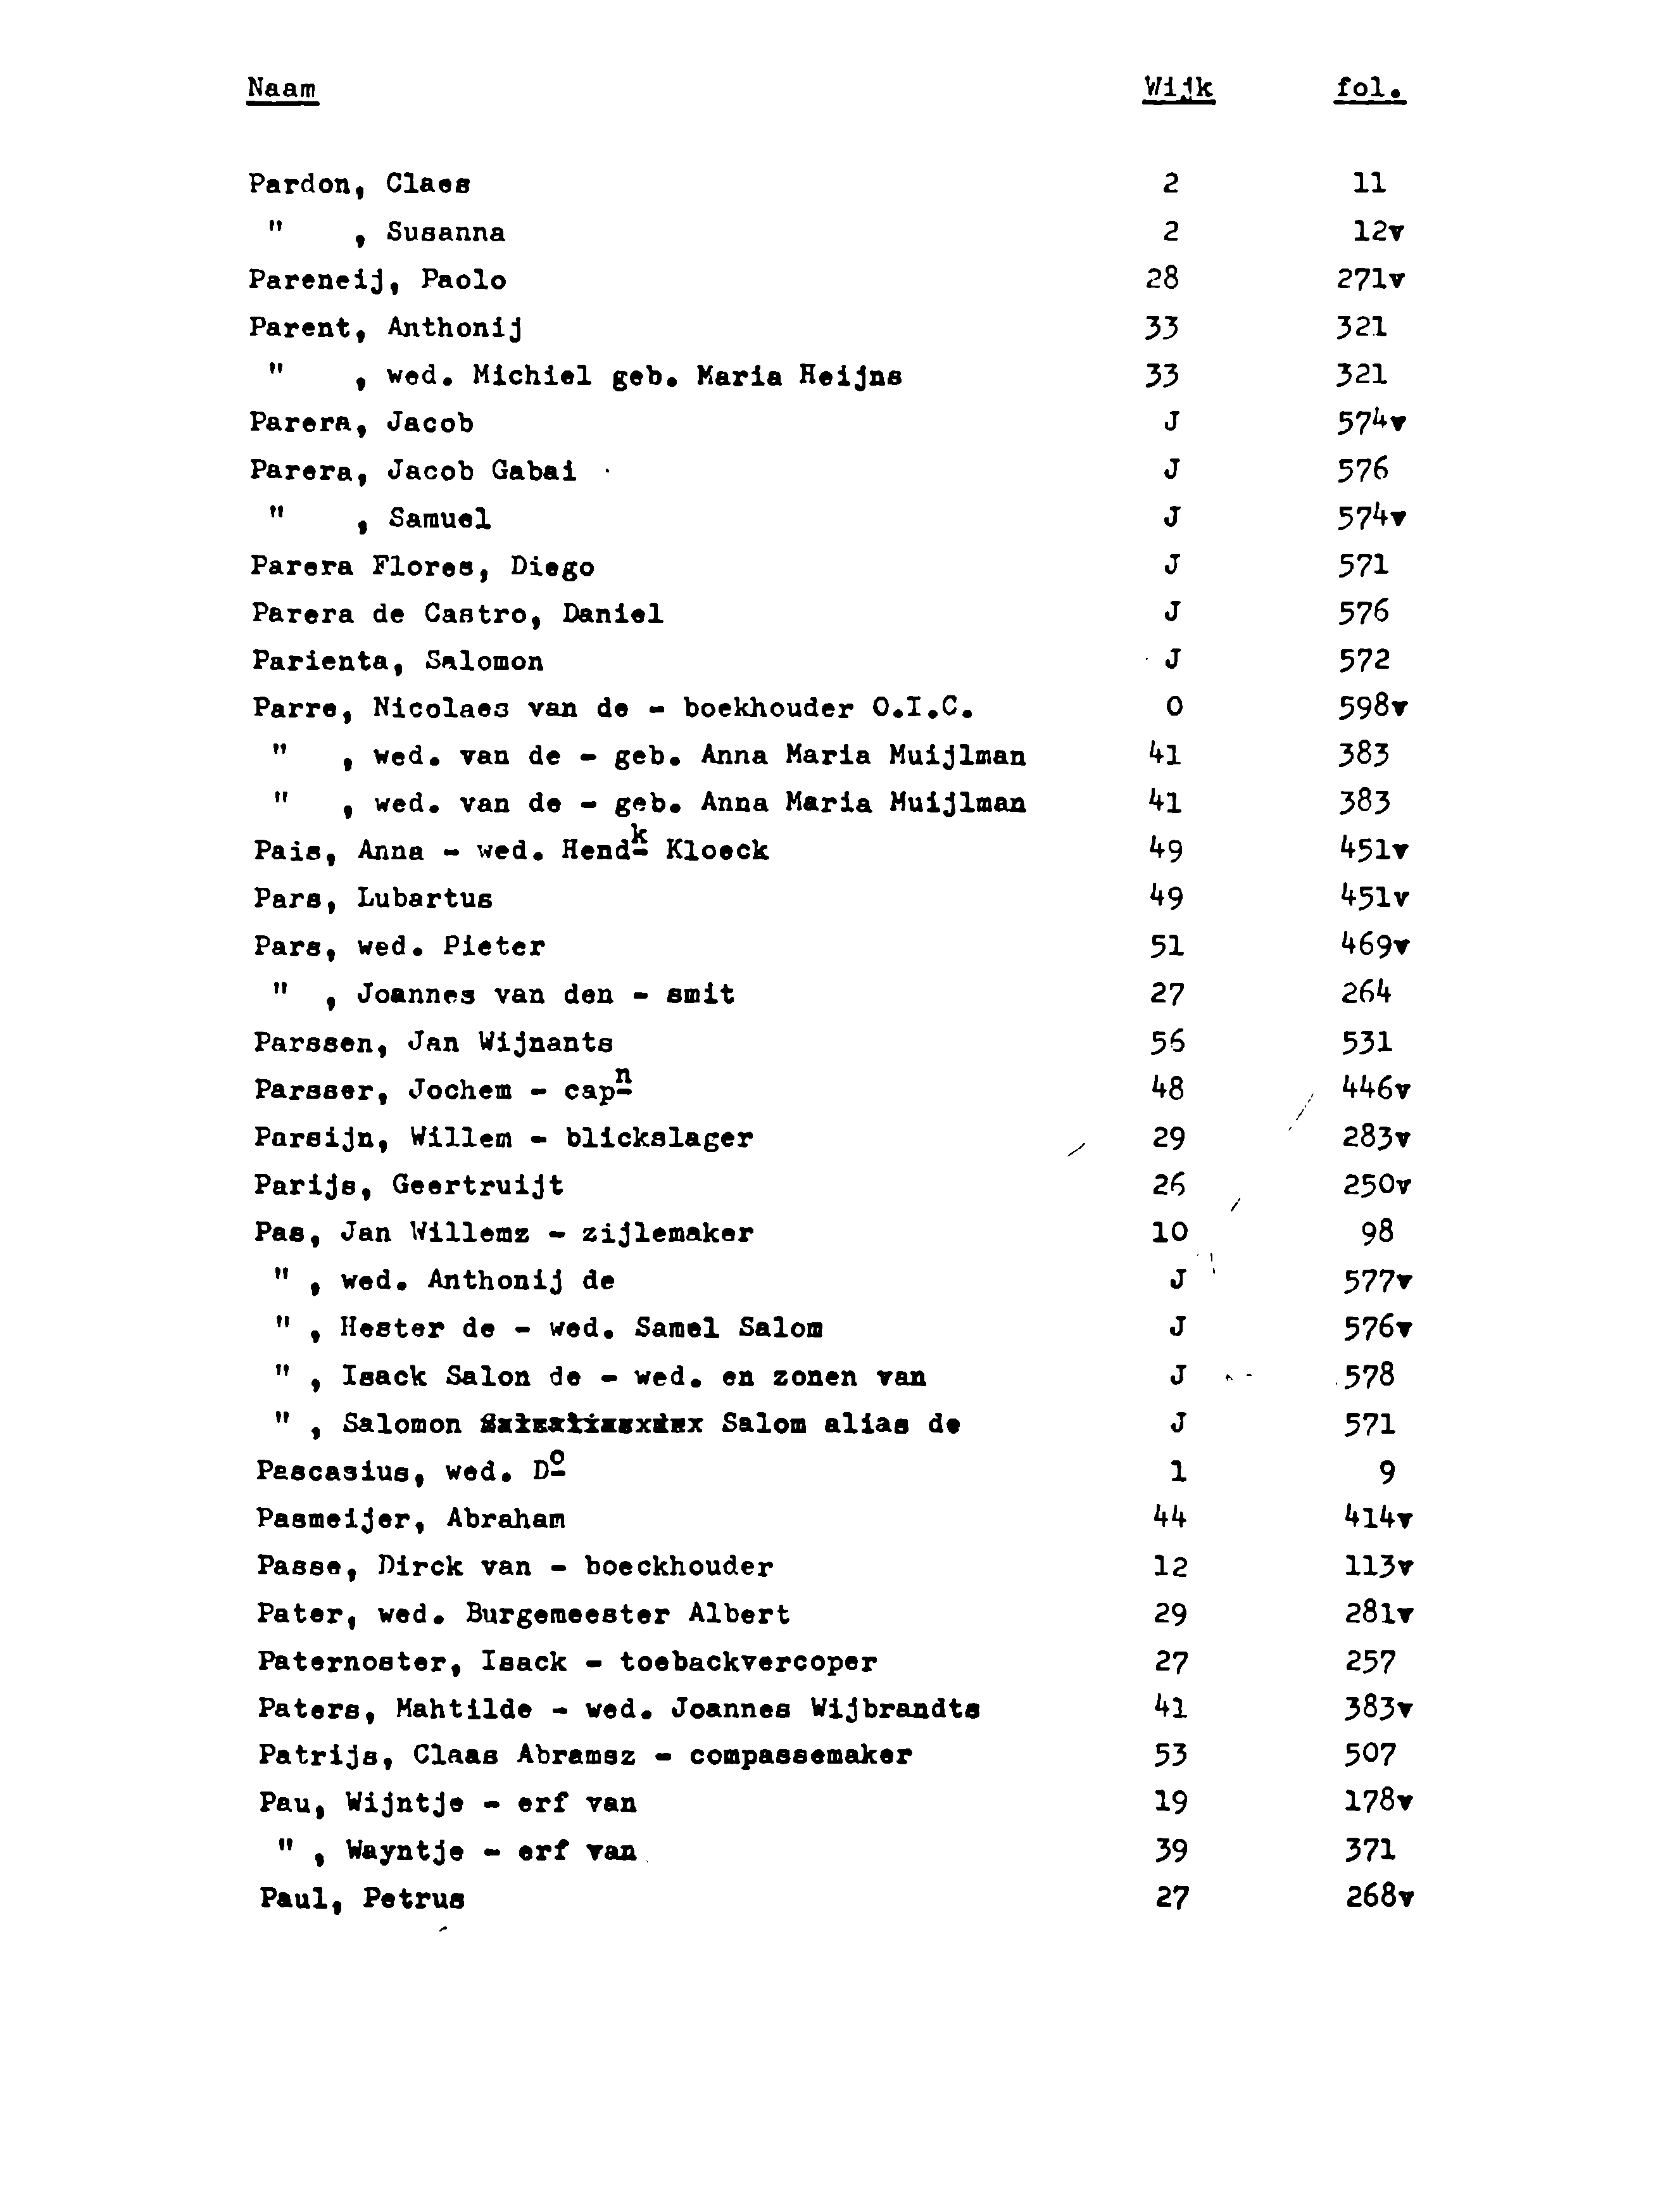 Naam Wijk fol.
Pardon, Claes 2 11
" , Susanna 2 12v
Pareneij, Paolo 28 271v
Parent, Anthonij 33 321
" , wed. Michiel geb. Maria Heijns 33 321
Parera, Jacob J 574v
Parera, Jacob Gabai J 576
" , Samuel J 574v
Parera Flores, Diego J 571
Parera de Castro, Daniel J 576
Parienta, Salomon J 572
Parre, Nicolaes van de - boekhouder O.I.C. O 598v
" , wed. van de - geb. Anna Maria Muijlman 41 383
" , wed. van de - geb. Anna Maria Muijlman 41 383
Pais, Anna - wed. Hendk Kloeck 49 451v
Pars, Lubartus 49 451v
Pars, wed. Pieter 51 469v
" , Joannes van den - smit 27 264
Parssen, Jan Wijnants 56 531
Parsser, Jochem - capn 48 446v
Parsijn, Willem - blickslager 29 283v
Parijs, Geertruijt 26 250v
Pas, Jan Willemz - zijlemaker 10 98
" , wed. Anthonij de J 577v
" , Hester de - wed. Samel Salom J 576v
" , Isack Salon de - wed. en zonen van J 578
" , Salomon Salom alias de J 571
Pascasius, wed. Do 1 9
Pasmeijer, Abraham 44 414v
Passe, Dirck van - boeckhouder 12 113v
Pater, wed. Burgemeester Albert 29 281v
Paternoster, Isack - toebackvercoper 27 257
Paters, Mahtilde - wed. Joannes Wijbrandts 41 383v
Patrijs, Claas Abramsz - compassemaker 53 507
Pau, Wijntje - erf van 19 178v
" , Wayntje - erf van 39 371
Paul, Petrus 27 268v